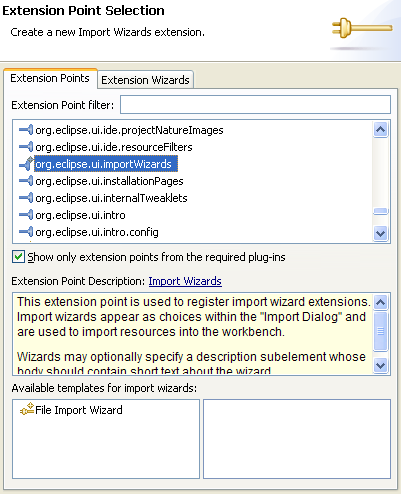 Extension Point Selection
Create a new Import Wizards extension.
Extension Points
Extension Wizards
Extension Point filter:
org.eclipse.ui.ide.projectNatureImages
org.eclipse.ui.ide.resourceFilters
org.eclipse.ui.importWizards
org.eclipse.ui.installationPages
org.eclipse.ui.internalTweaklets
org.eclipse.ui.intro
org.eclipse.ui.intro.config
Show only extension points from the required plug-ins
Extension Point Description: Import Wizards
This extension point is used to register import wizard extensions.
Import wizards appear as choices within the "Import Dialog" and
are used to import resources into the workbench.
Wizards may optionally specify a description subelement whose
body should contain short text about the wizard.
Available templates for import wizards:
File Import Wizard